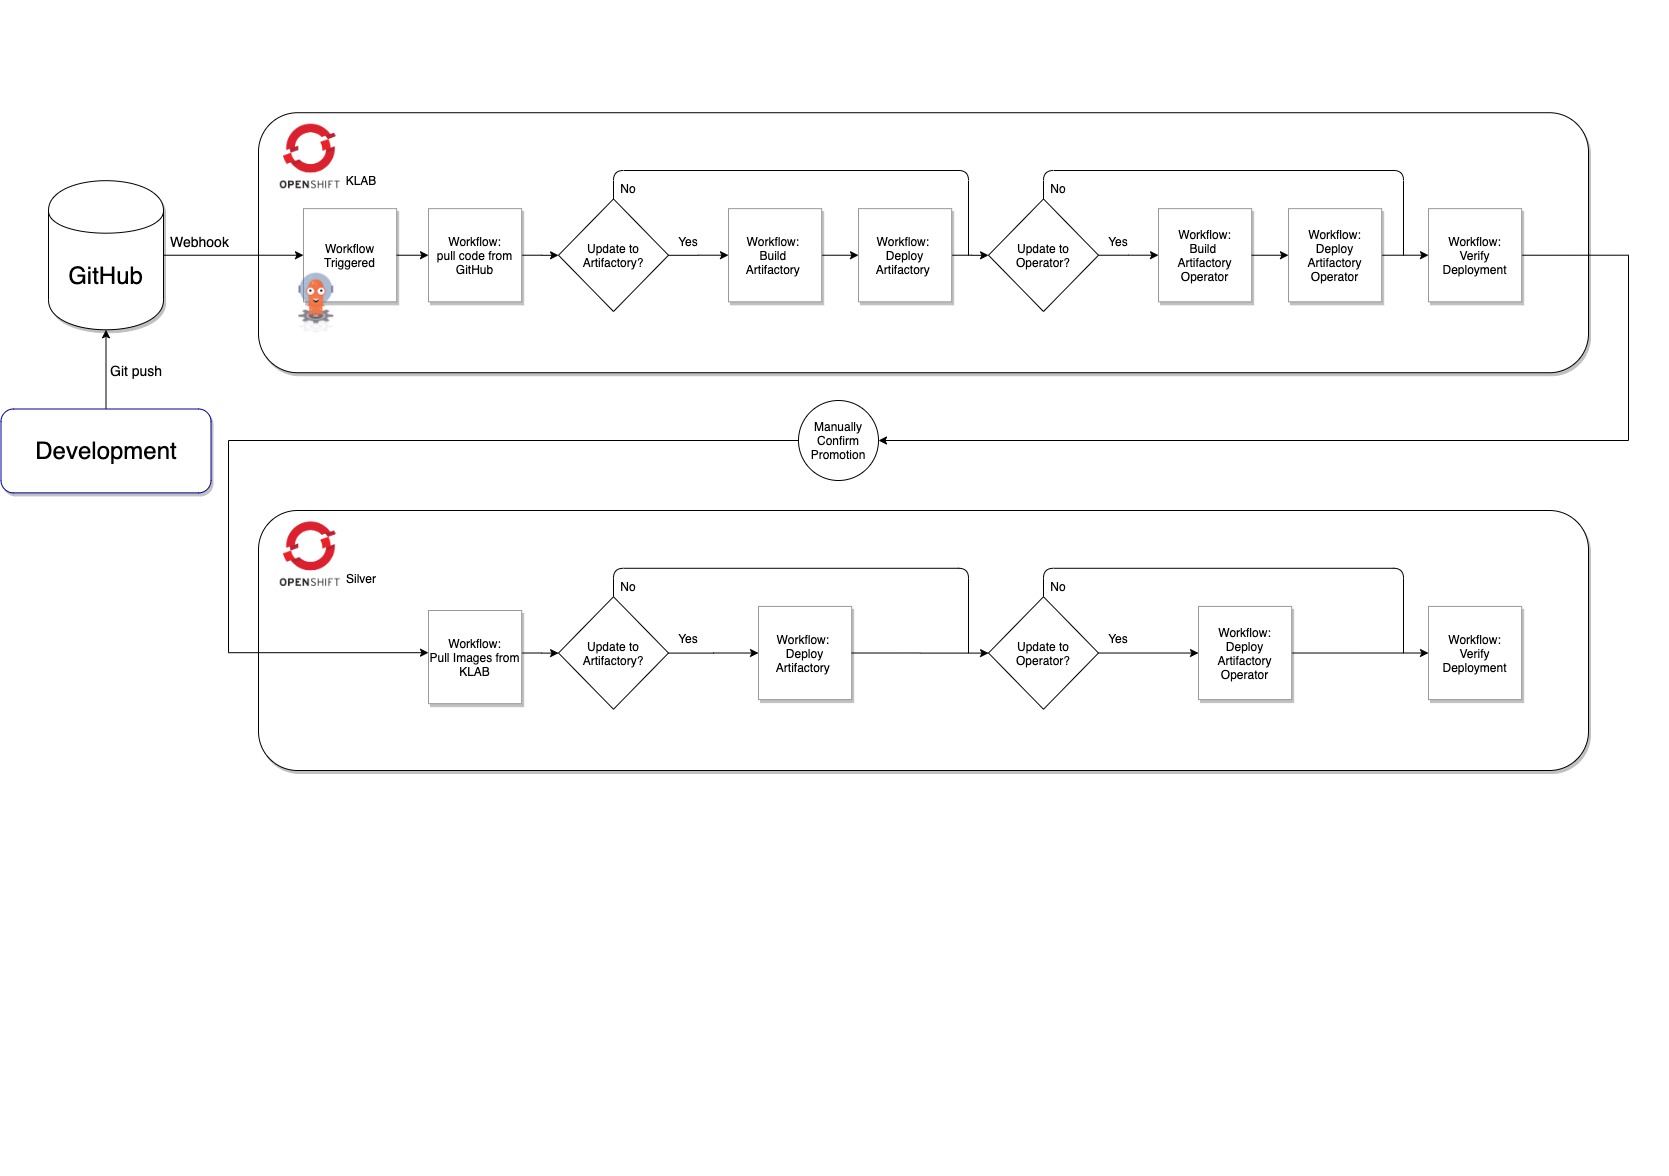 OPENSHIFT KLAB
GitHub
Webhook
Workflow
Triggered
Workflow:
pull code from
GitHub
No
Update to
Artifactory?
Yes
Workflow:
Build
Artifactory
Workflow:
Deploy
Artifactory
No
Update to
Operator?
Yes
Workflow:
Build
Artifactory
Operator
Workflow:
Deploy
Artifactory
Operator
Workflow:
Verify
Deployment
Git push
Development
Manually
Confirm
Promotion
OPENSHIFT Silver
Workflow:
Pull Images from
KLAB
No
Update to
Artifactory?
Yes
Workflow:
Deploy
Artifactory
No
Update to
Operator?
Yes
Workflow:
Deploy
Artifactory
Operator
Workflow:
Verify
Deployment